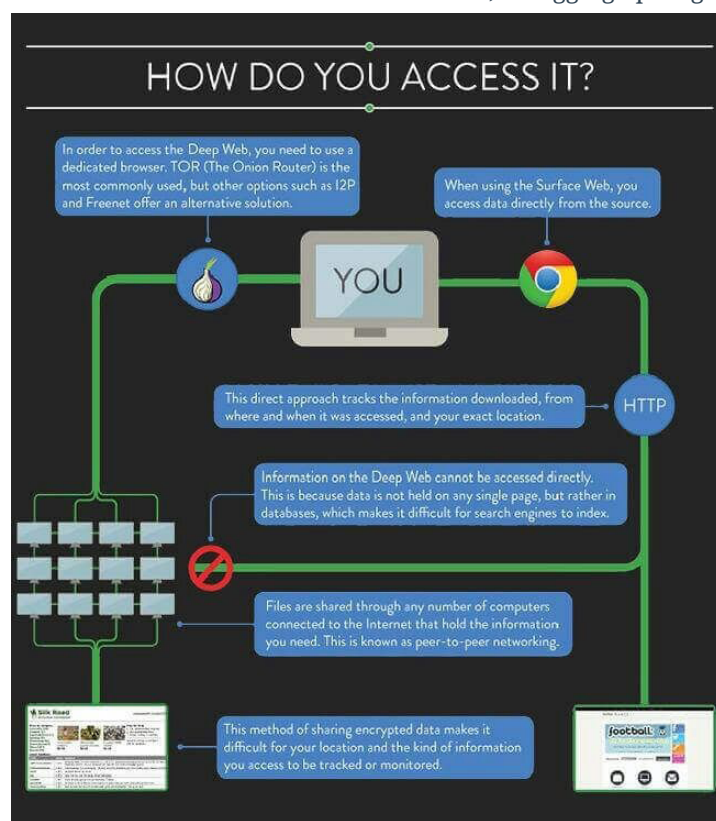 HOW DO YOU ACCESS IT?
In order to access the Deep Web, you need to use a
dedicated browser. TOR (The Onion Router) is the
most commonly used, but other options such as I2P
and Freenet offer an alternative solution.
When using the Surface Web, you
access data directly from the source.
YOU
This direct approach tracks the information downloaded, from
where and when it was accessed, and your exact location.
HTTP
Information on the Deep Web cannot be accessed directly.
This is because data is not held on any single page, but rather in
databases, which makes it difficult for search engines to index.
Files are shared through any number of computers
connected to the Internet that hold the information
you need. This is known as peer-to-peer networking.
Silk Road
This method of sharing encrypted data makes it
difficult for your location and the kind of information
you access to be tracked or monitored.
football